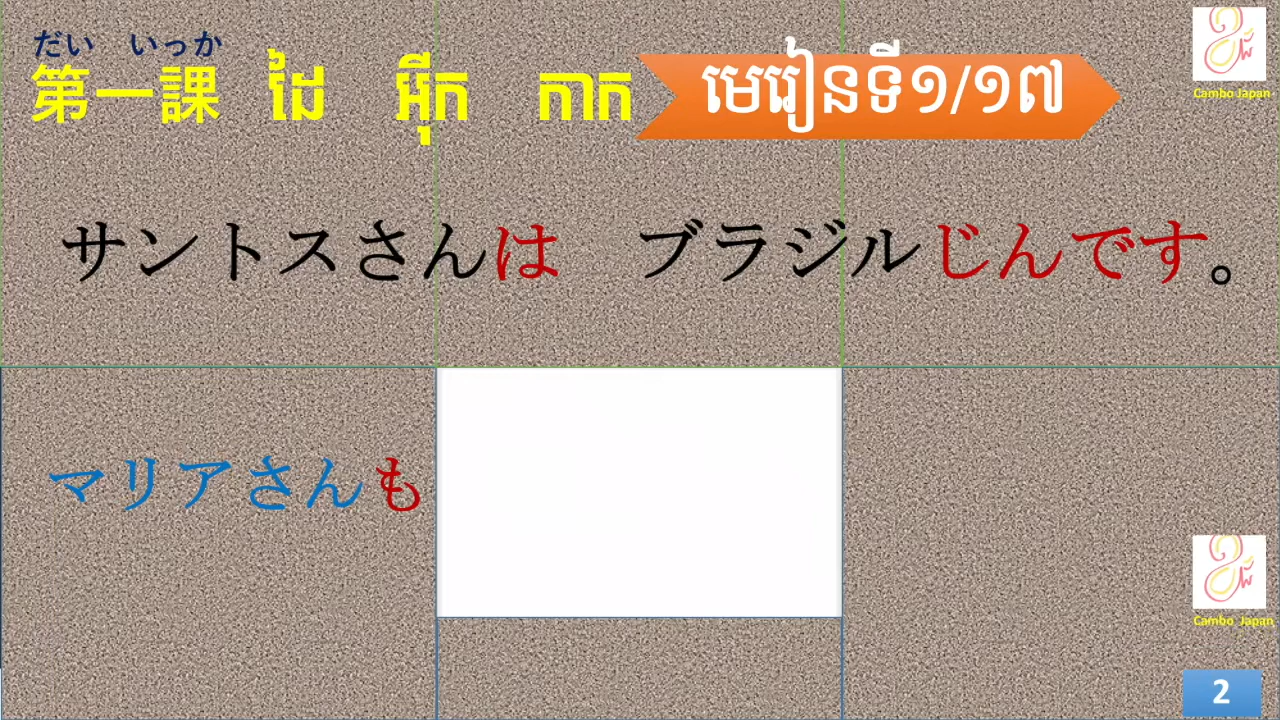 だい いっか
第一課 ដៃ អ៊ីក កាក
មេរៀនទី១/១៧
Cambo Japan
サントスさんは ブラジルじんです。
マリアさんも
Cambo Japan
2